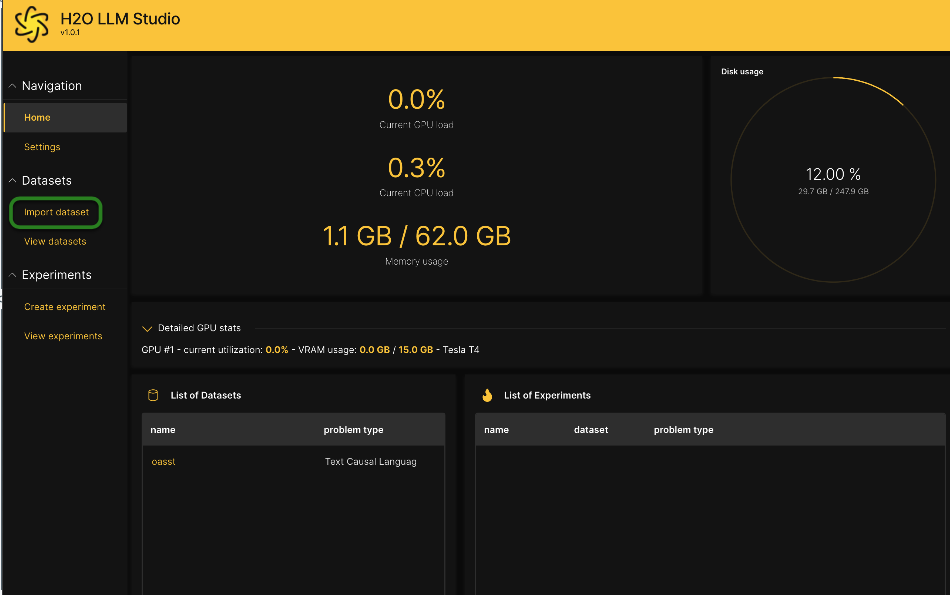 H2O LLM Studio
v1.0.1
Navigation
Home
Settings
Datasets
Import dataset
View datasets
Experiments
Create experiment
View experiments
0.0%
Current GPU load
0.3%
Current CPU load
1.1 GB / 62.0 GB
Memory usage
Disk usage
12.00 %
29.7 GB / 247.9 GB
Detailed GPU stats
GPU #1 - current utilization: 0.0% - VRAM usage: 0.0 GB / 15.0 GB - Tesla T4
List of Datasets
name problem type
oasst Text Causal Languag
List of Experiments
name dataset problem type